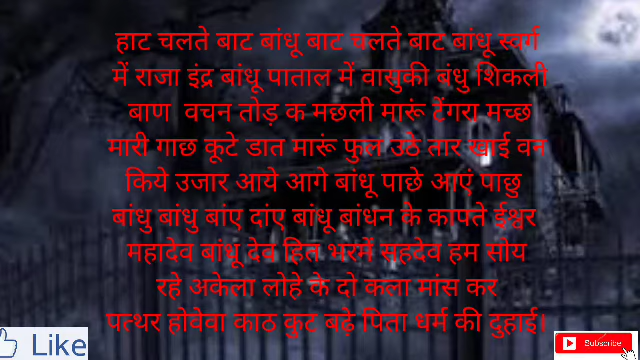 हाट चलते बाट बांधू बाट चलते बाट बांधू स्वर्ग
में राजा इंद्र बांधू पाताल में वासुकी बंधु शिकली
बाण वचन तोड़ क मछली मारूं टेंगरा मच्छ
मारी गाछ कूटे डात मारूं फुल उठे तार खाई वन
किये उजार आये आगे बांधू पाछे आएं पाछु
बांधु बांधु बांए दांए बांधू बांधन के कापते ईश्वर
महादेव बांधू देव हित भरमें सहदेव हम सोय
रहे अकेला लोहे के दो कला मांस कर
पत्थर होवेवा काठ कुट बढ़े पिता धर्म की दुहाई।
Like
Subscribe